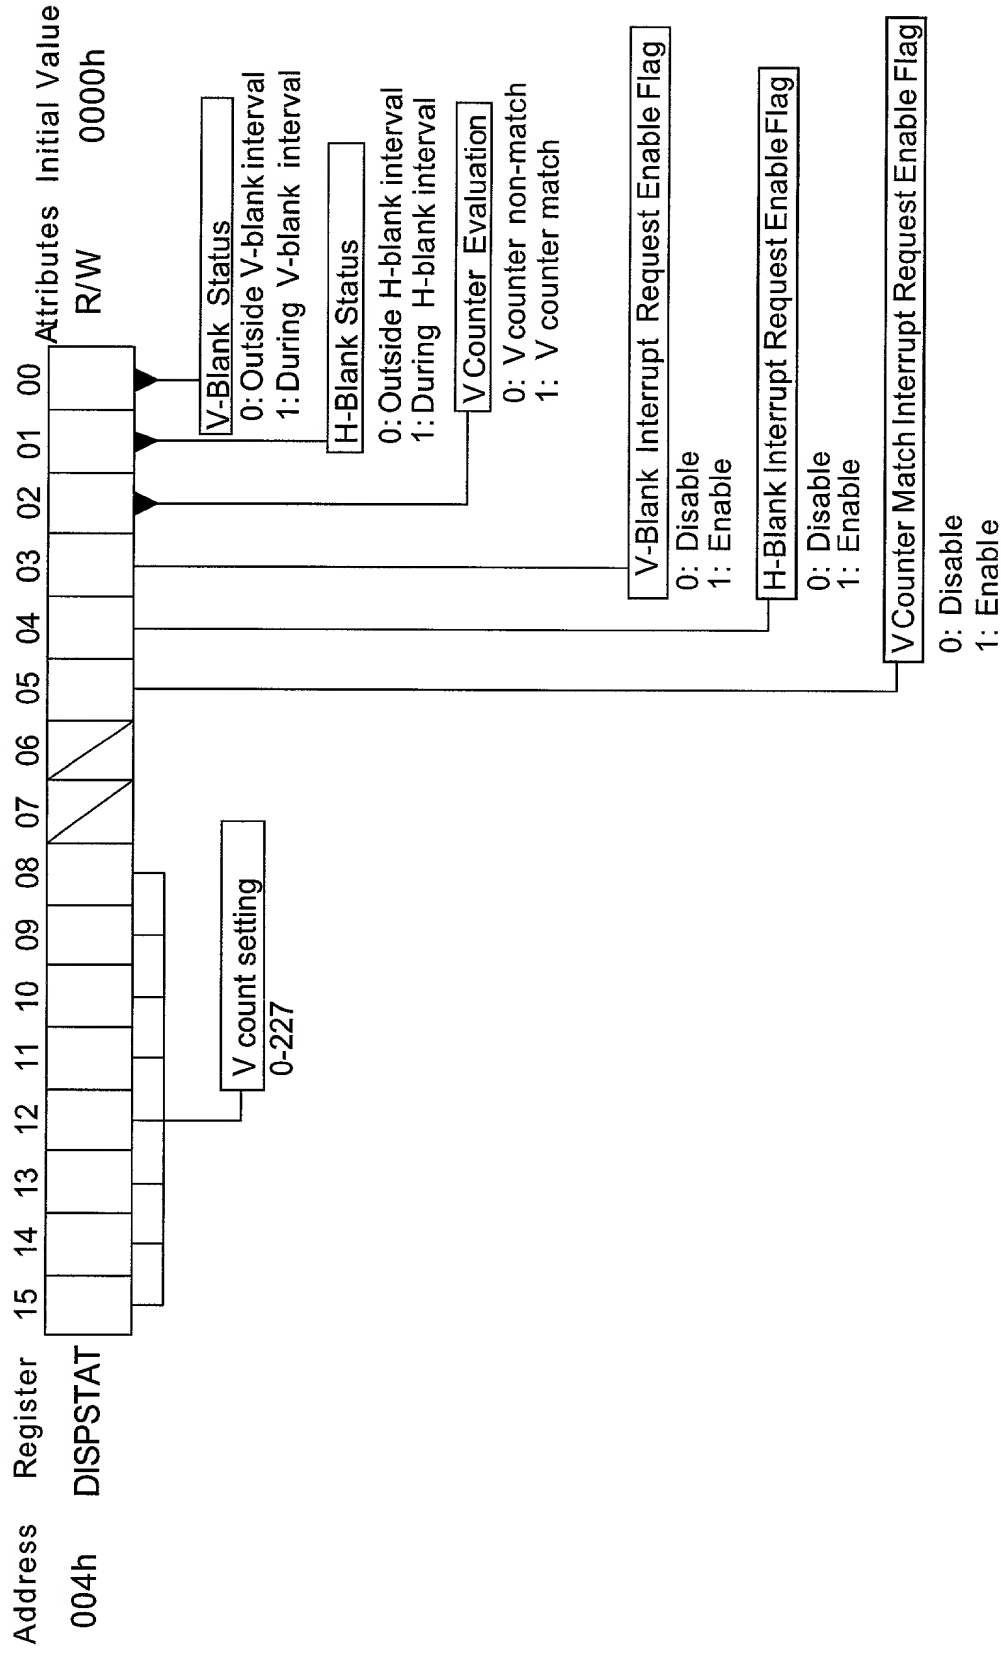 Address Register 15 14 13 12 11 10 09 08 07 06 05 04 03 02 01 00 Attributes Initial Value
004h DISPSTAT R/W 0000h
V-Blank Status
0: Outside V-blank interval
1: During V-blank interval
H-Blank Status
0: Outside H-blank interval
1: During H-blank interval
V Counter Evaluation
0: V counter non-match
1: V counter match
V count setting
0-227
V-Blank Interrupt Request Enable Flag
0: Disable
1: Enable
H-Blank Interrupt Request Enable Flag
0: Disable
1: Enable
V Counter Match Interrupt Request Enable Flag
0: Disable
1: Enable